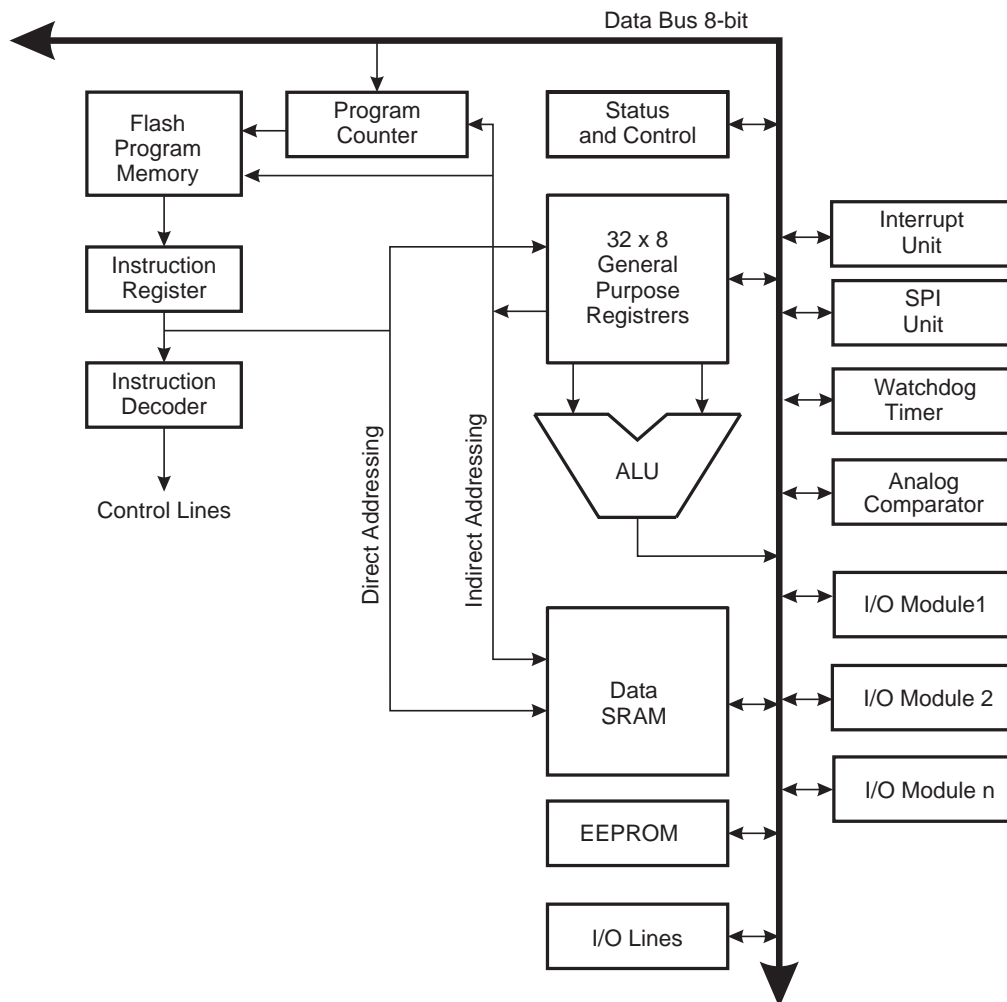 Data Bus 8-bit
Flash
Program
Memory
Program
Counter
Status
and Control
32 x 8
General
Purpose
Registrers
Interrupt
Unit
Instruction
Register
SPI
Unit
Instruction
Decoder
Watchdog
Timer
Direct Addressing
Indirect Addressing
ALU
Analog
Comparator
Control Lines
I/O Module1
Data
SRAM
I/O Module 2
I/O Module n
EEPROM
I/O Lines